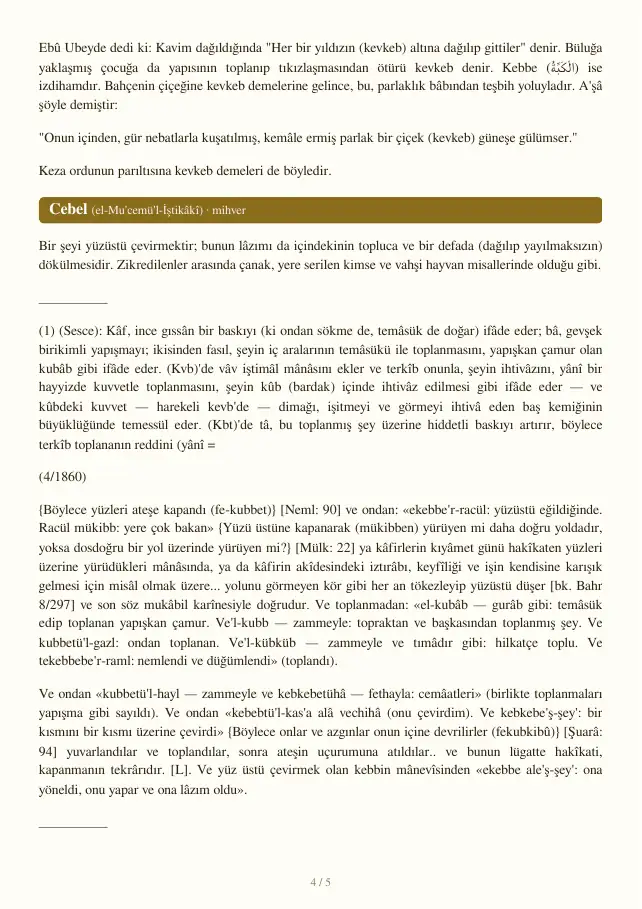 Ebû Ubeyde dedi ki: Kavim dağıldığında "Her bir yıldızın (kevkeb) altına dağılıp gittiler" denir. Büluğa
yaklaşmış çocuğa da yapısının toplanıp tıkızlaşmasından ötürü kevkeb denir. Kebbe (الْكَبَّةُ) ise
izdihamdır. Bahçenin çiçeğine kevkeb demelerine gelince, bu, parlaklık bâbından teşbih yoluyladır. A'şâ
şöyle demiştir:
"Onun içinden, gür nebatlarla kuşatılmış, kemâle ermiş parlak bir çiçek (kevkeb) güneşe gülümser."
Keza ordunun parıltısına kevkeb demeleri de böyledir.
Cebel (el-Mu'cemü'l-İştikâkî) · mihver
Bir şeyi yüzüstü çevirmektir; bunun lâzımı da içindekinin topluca ve bir defada (dağılıp yayılmaksızın)
dökülmesidir. Zikredilenler arasında çanak, yere serilen kimse ve vahşi hayvan misallerinde olduğu gibi.
(1) (Sesce): Kâf, ince gıssân bir baskıyı (ki ondan sökme de, temâsük de doğar) ifâde eder; bâ, gevşek
birikimli yapışmayı; ikisinden fasıl, şeyin iç aralarının temâsükü ile toplanmasını, yapışkan çamur olan
kubâb gibi ifâde eder. (Kvb)'de vâv iştimâl mânâsını ekler ve terkîb onunla, şeyin ihtivâzını, yânî bir
hayyizde kuvvetle toplanmasını, şeyin kûb (bardak) içinde ihtivâz edilmesi gibi ifâde eder — ve
kûbdeki kuvvet — harekeli kevb'de — dimağı, işitmeyi ve görmeyi ihtivâ eden baş kemiğinin
büyüklüğünde temessül eder. (Kbt)'de tâ, bu toplanmış şey üzerine hiddetli baskıyı artırır, böylece
terkîb toplananın reddini (yânî =
(4/1860)
{Böylece yüzleri ateşe kapandı (fe-kubbet)} [Neml: 90] ve ondan: «ekebbe'r-racül: yüzüstü eğildiğinde.
Racül mükibb: yere çok bakan» {Yüzü üstüne kapanarak (mükibben) yürüyen mi daha doğru yoldadır,
yoksa dosdoğru bir yol üzerinde yürüyen mi?} [Mülk: 22] ya kâfirlerin kıyâmet günü hakîkaten yüzleri
üzerine yürüdükleri mânâsında, ya da kâfirin akîdesindeki iztırâbı, keyfîliği ve işin kendisine karışık
gelmesi için misâl olmak üzere... yolunu görmeyen kör gibi her an tökezleyip yüzüstü düşer [bk. Bahr
8/297] ve son söz mukâbil karînesiyle doğrudur. Ve toplanmadan: «el-kubâb — gurâb gibi: temâsük
edip toplanan yapışkan çamur. Ve'l-kubb — zammeyle: topraktan ve başkasından toplanmış şey. Ve
kubbetü'l-gazl: ondan toplanan. Ve'l-kübküb — zammeyle ve tımâdır gibi: hilkatçe toplu. Ve
tekebbebe'r-raml: nemlendi ve düğümlendi» (toplandı).
Ve ondan «kubbetü'l-hayl — zammeyle ve kebkebetühâ — fethayla: cemâatleri» (birlikte toplanmaları
yapışma gibi sayıldı). Ve ondan «kebebtü'l-kas'a alâ vechihâ (onu çevirdim). Ve kebkebe'ş-şey': bir
kısmını bir kısmı üzerine çevirdi» {Böylece onlar ve azgınlar onun içine devrilirler (fekubkibû)} [Şuarâ:
94] yuvarlandılar ve toplandılar, sonra ateşin uçurumuna atıldılar.. ve bunun lügatte hakîkati,
kapanmanın tekrârıdır. [L]. Ve yüz üstü çevirmek olan kebbin mânevîsinden «ekebbe ale'ş-şey': ona
yöneldi, onu yapar ve ona lâzım oldu».
4 / 5